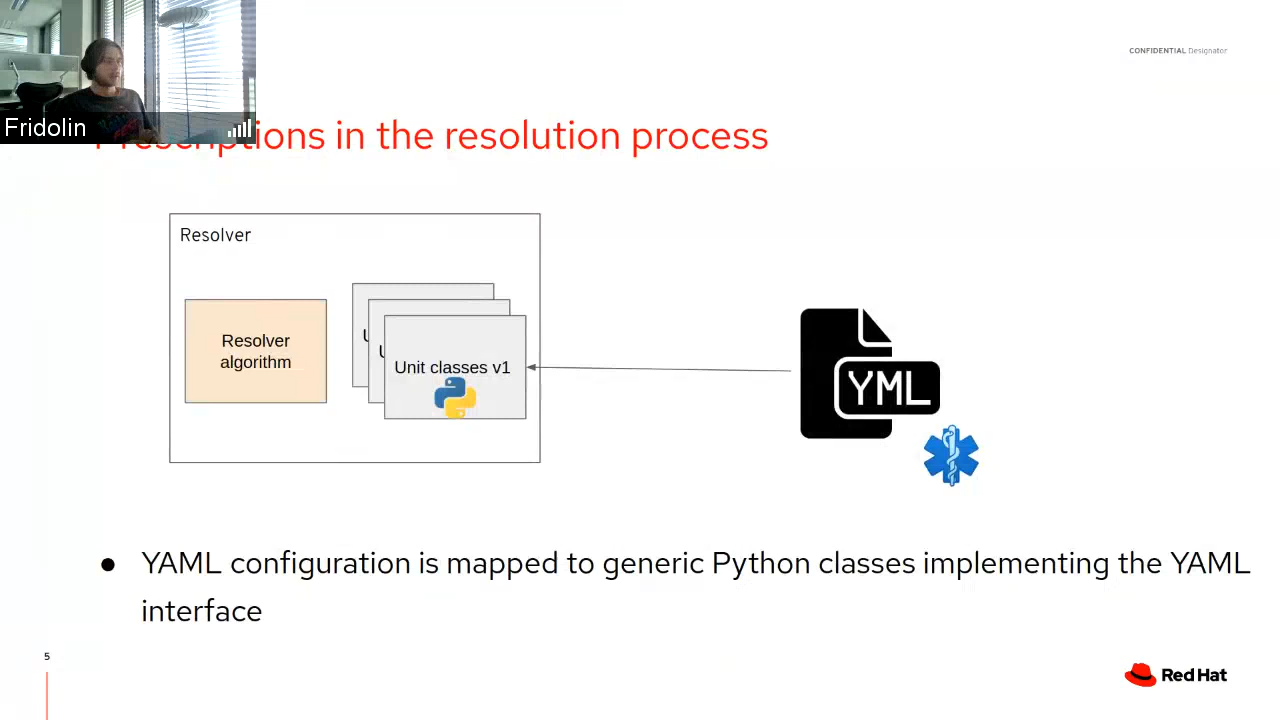 Fridolin
CONFIDENTIAL Designator
Prescriptions in the resolution process
Resolver
Resolver
algorithm
Unit classes v1
YML
● YAML configuration is mapped to generic Python classes implementing the YAML
interface
5
Red Hat